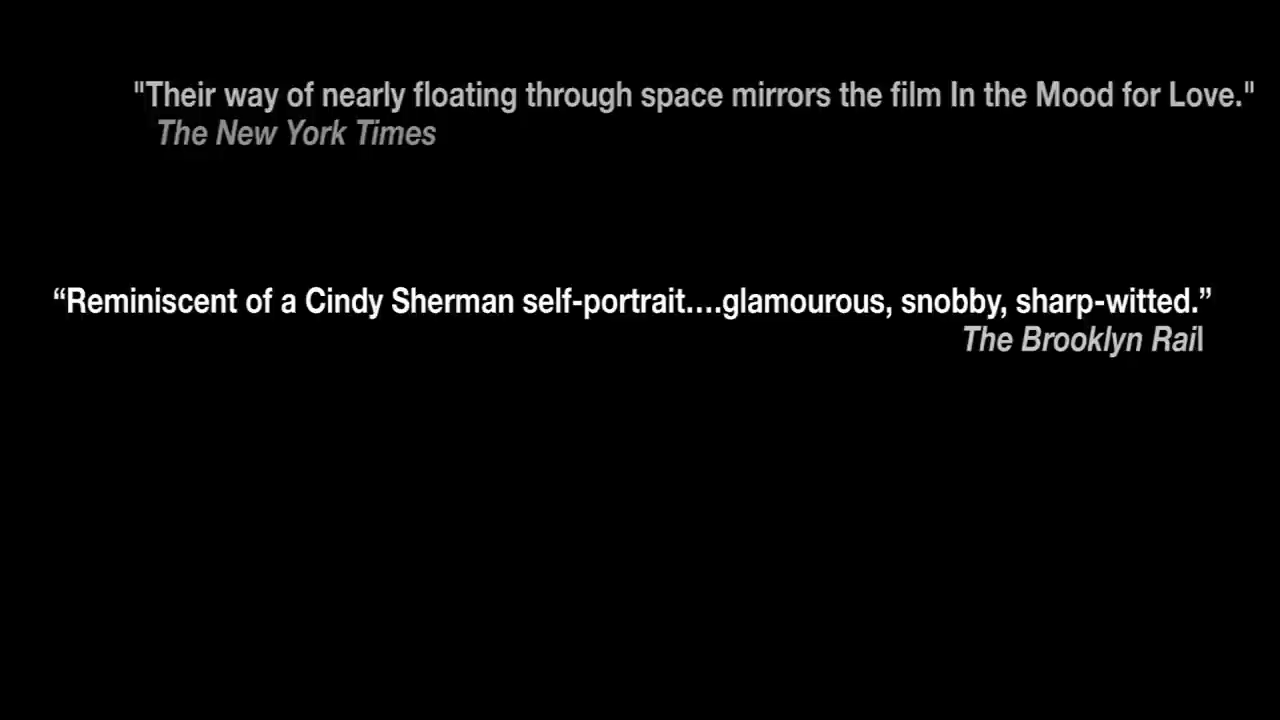 "Their way of nearly floating through space mirrors the film In the Mood for Love."
The New York Times
“Reminiscent of a Cindy Sherman self-portrait....glamourous, snobby, sharp-witted.”
The Brooklyn Rail